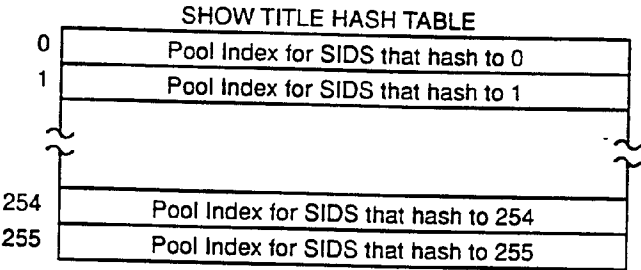 SHOW TITLE HASH TABLE
0 Pool Index for SIDS that hash to 0
1 Pool Index for SIDS that hash to 1
254 Pool Index for SIDS that hash to 254
255 Pool Index for SIDS that hash to 255